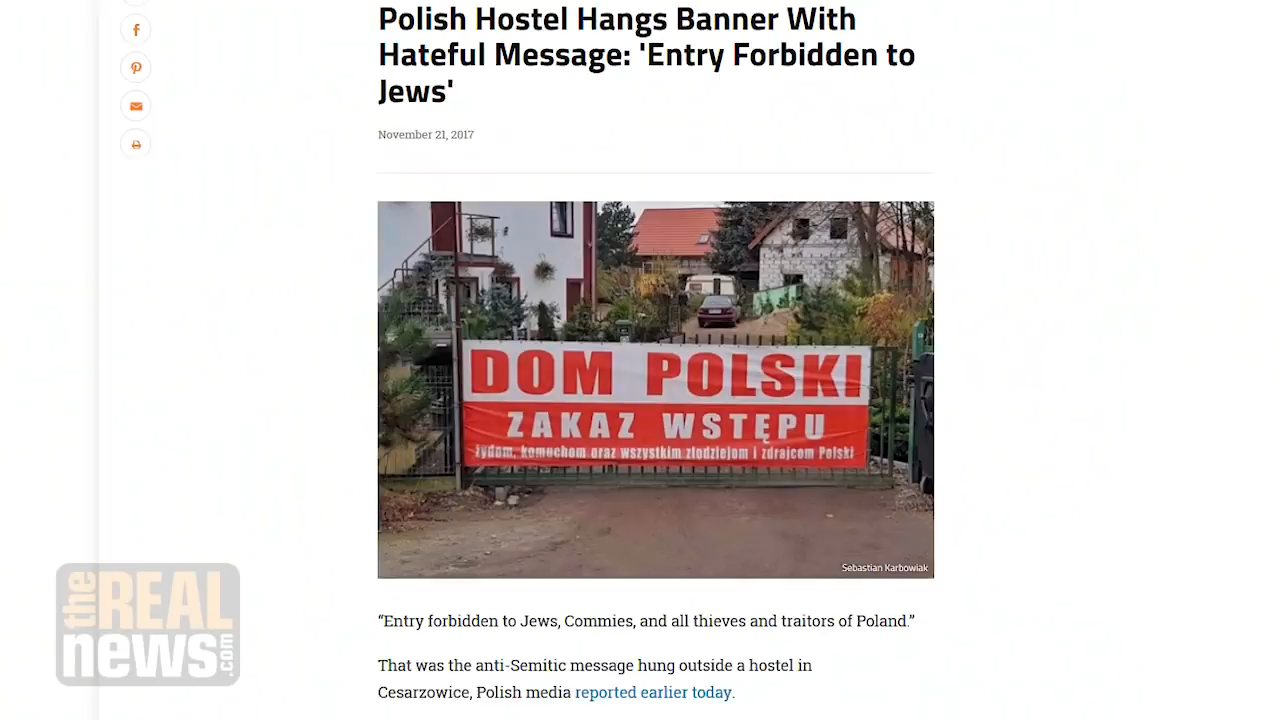 Polish Hostel Hangs Banner With
Hateful Message: 'Entry Forbidden to
Jews'
November 21, 2017
DOM POLSKI
ZAKAZ WSTĘPU
żydom, komuchom oraz wszystkim złodziejom i zdrajcom Polski
Sebastian Karbowiak
“Entry forbidden to Jews, Commies, and all thieves and traitors of Poland.”
That was the anti-Semitic message hung outside a hostel in
Cesarzowice, Polish media reported earlier today.
the REAL
news.com